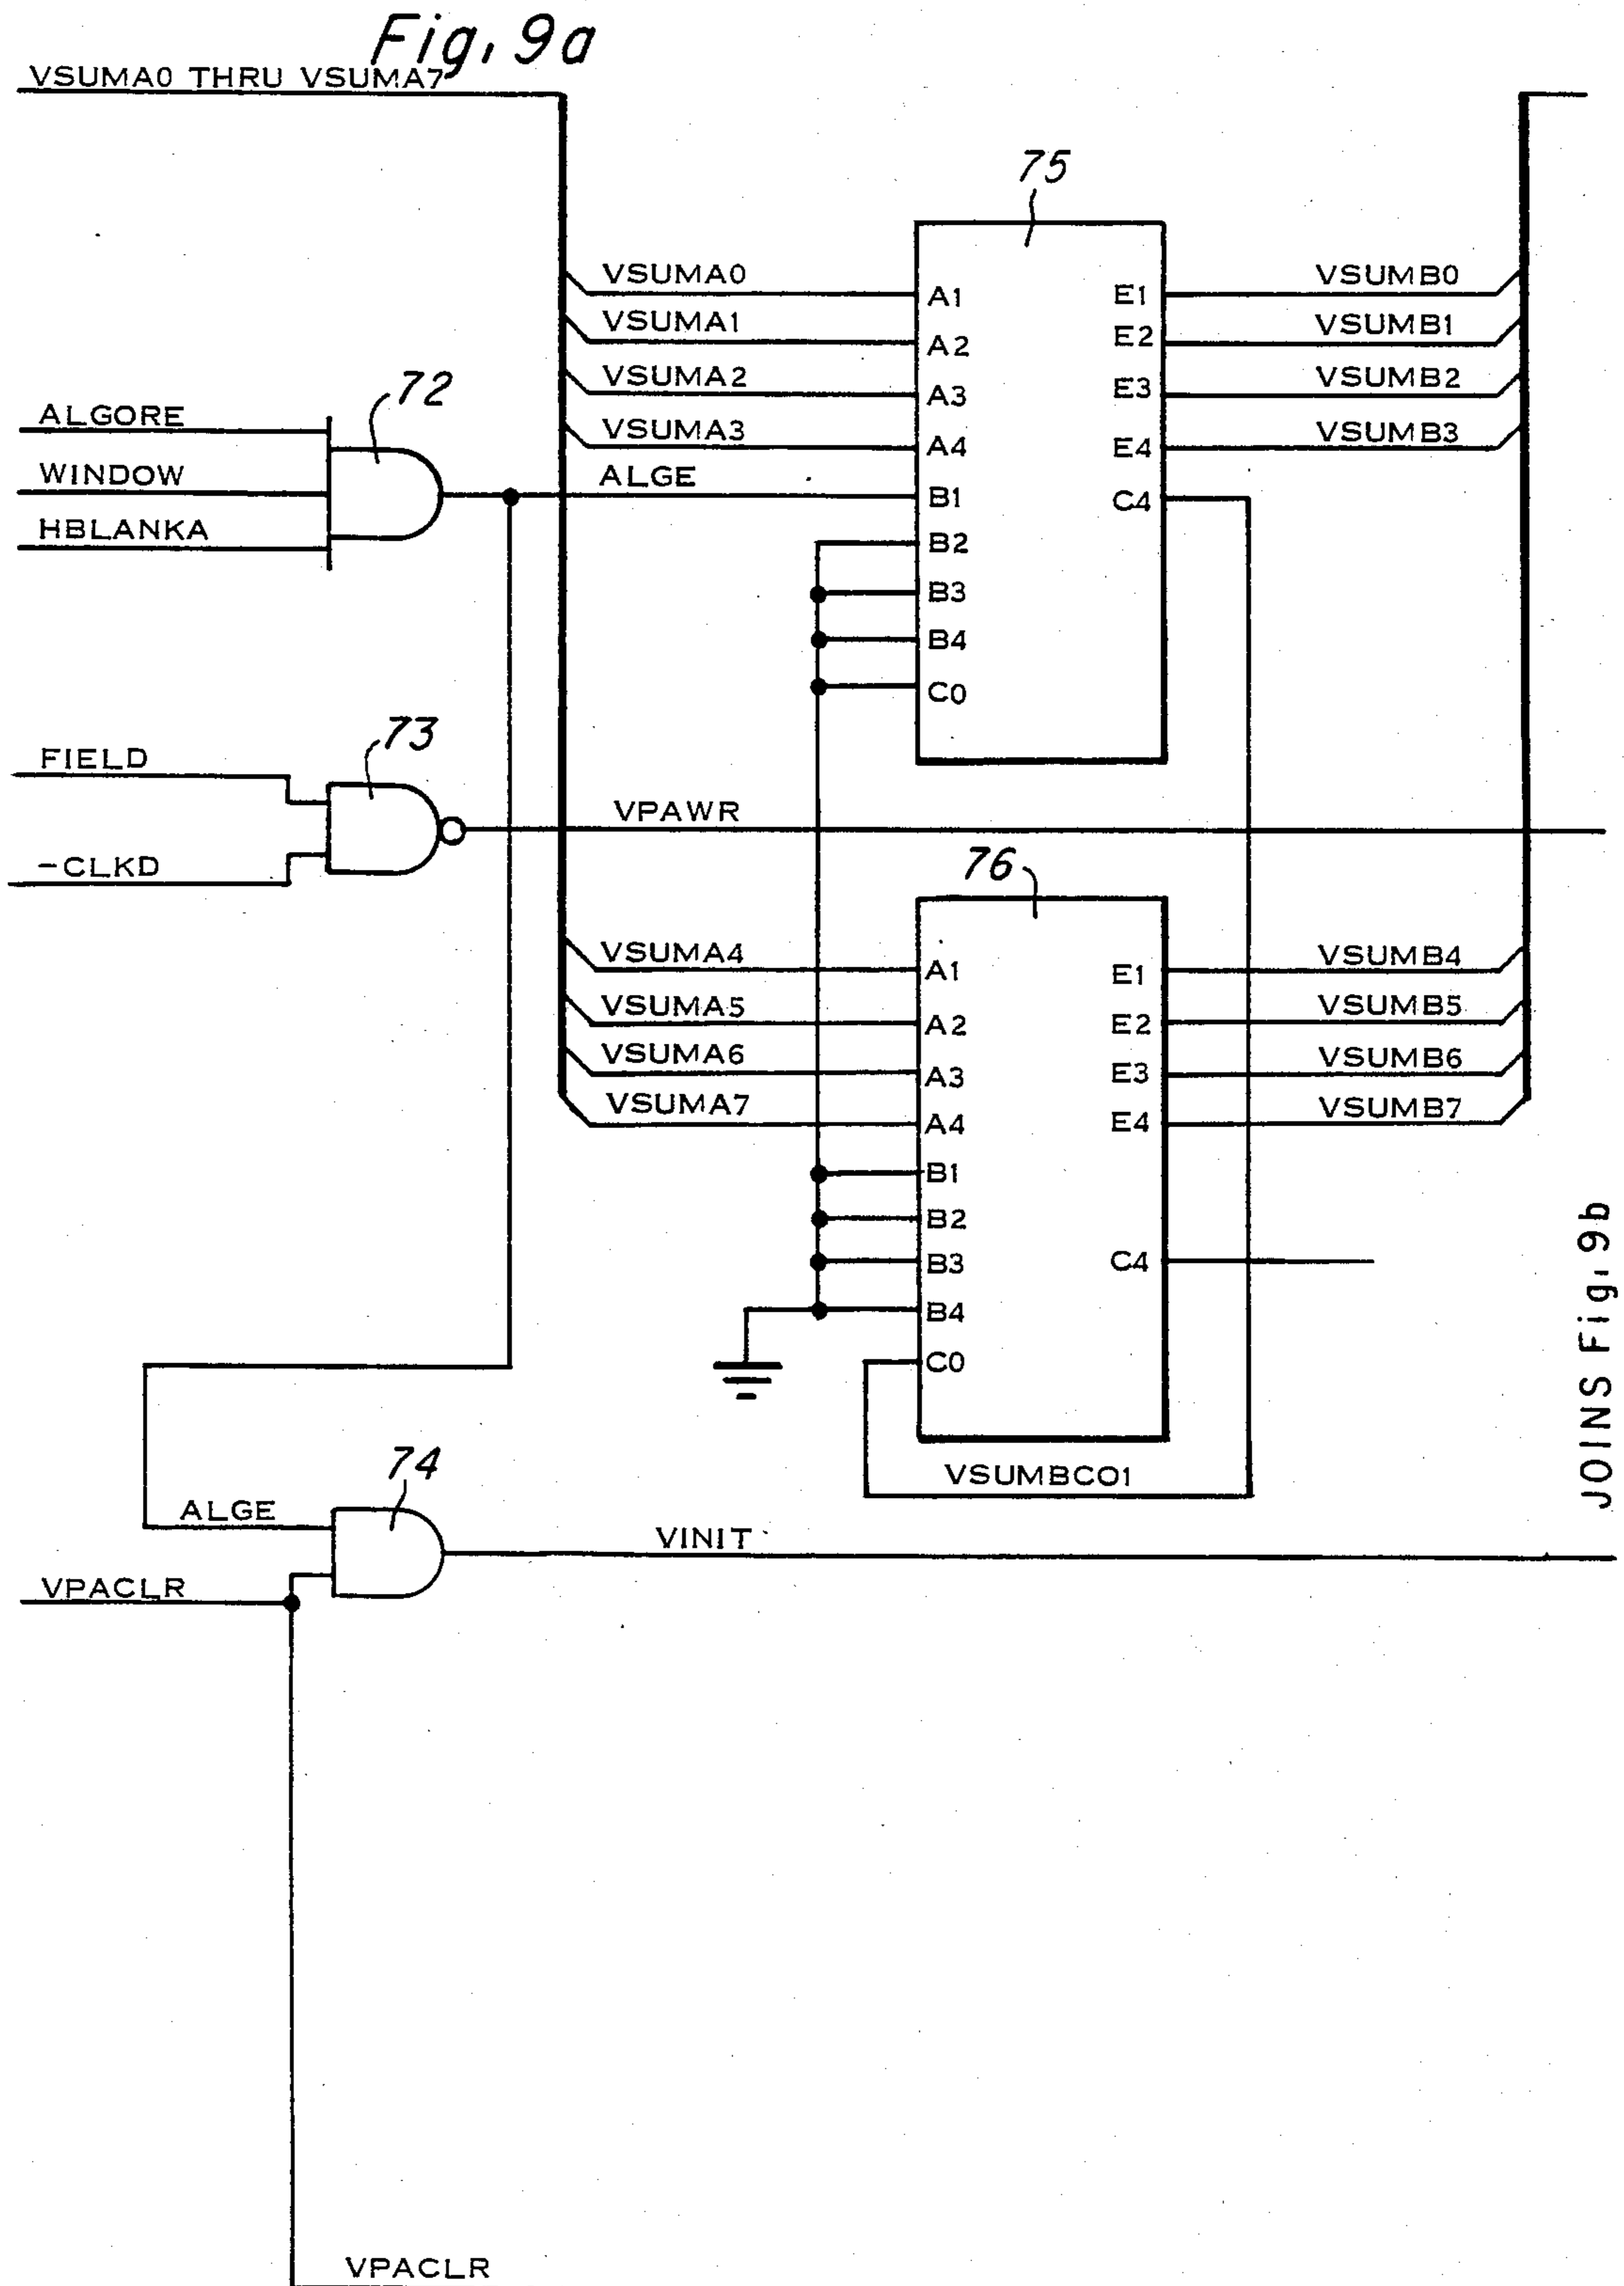 Fig. 9a
VSUMA0 THRU VSUMA7
75
VSUMA0
A1
E1
VSUMB0
VSUMA1
A2
E2
VSUMB1
VSUMA2
A3
E3
VSUMB2
VSUMA3
A4
E4
VSUMB3
72
ALGORE
WINDOW
HBLANKA
ALGE
B1
C4
B2
B3
B4
C0
73
FIELD
-CLKD
VPAWR
76
VSUMA4
A1
E1
VSUMB4
VSUMA5
A2
E2
VSUMB5
VSUMA6
A3
E3
VSUMB6
VSUMA7
A4
E4
VSUMB7
B1
B2
B3
C4
B4
C0
VSUMBCO1
JOINS Fig. 9b
74
ALGE
VINIT
VPACLR
VPACLR